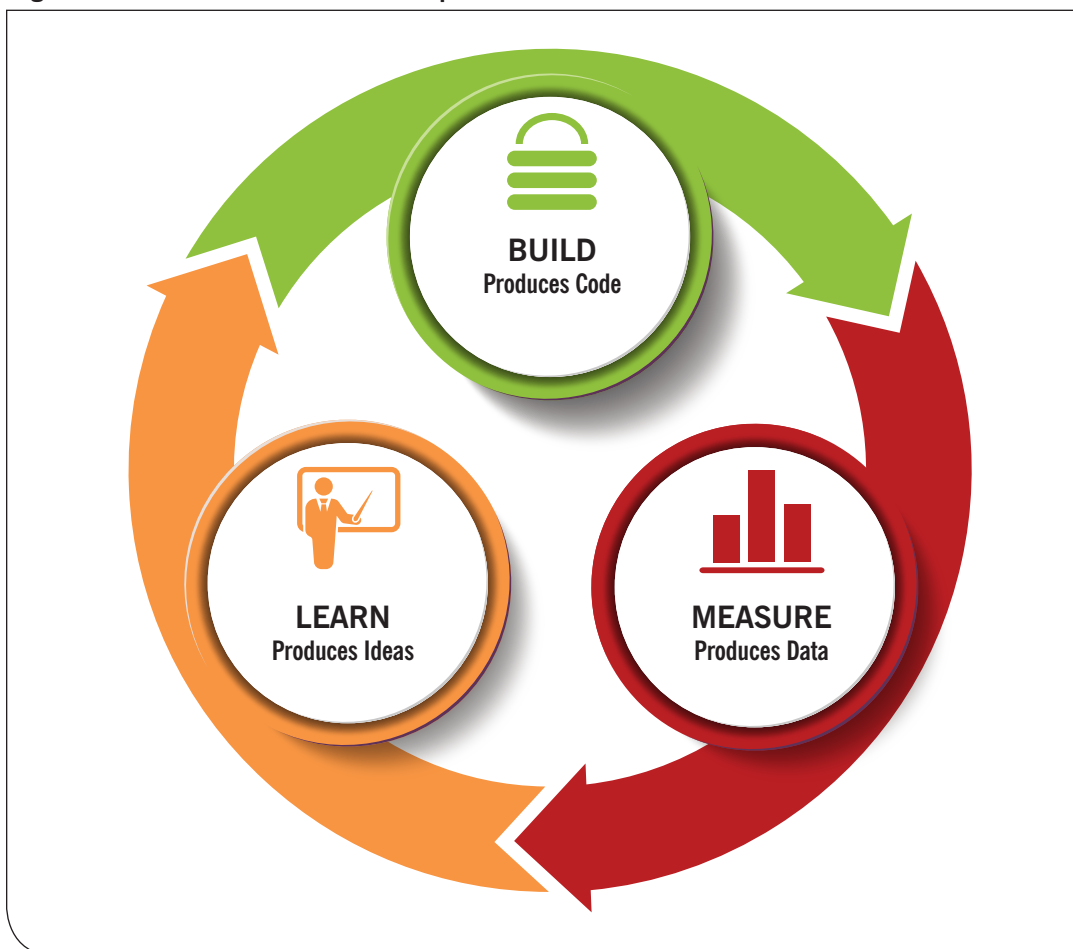 BUILD
Produces Code
LEARN
Produces Ideas
MEASURE
Produces Data